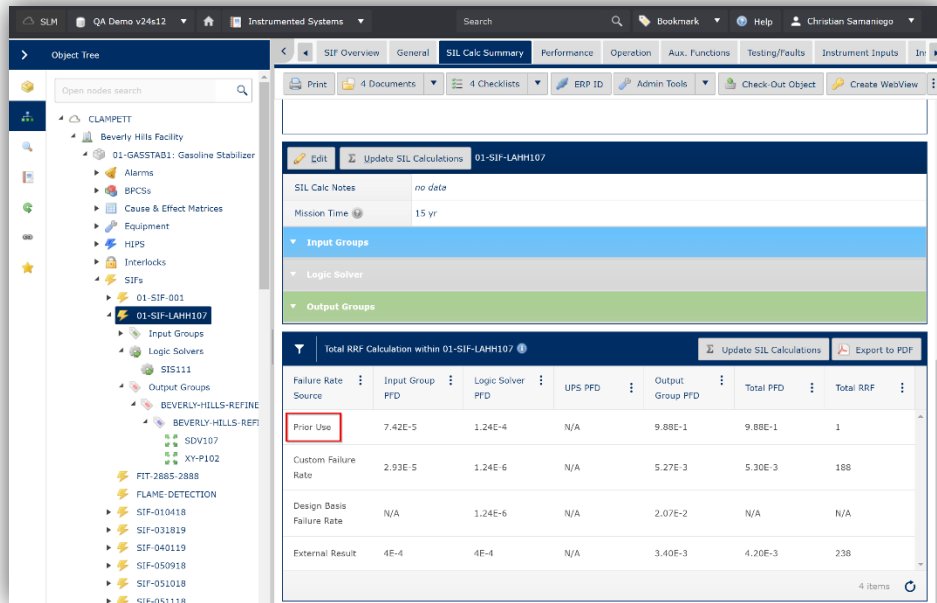 SLM QA Demo v24s12 Instrumented Systems Search Bookmark Help Christian Samaniego
Object Tree
Open nodes search
CLAMPETT
Beverly Hills Facility
01-GASSTAB1: Gasoline Stabilizer
Alarms
BPCSs
Cause & Effect Matrices
Equipment
HIPS
Interlocks
SIFs
01-SIF-001
01-SIF-LAHH107
Input Groups
Logic Solvers
SIS111
Output Groups
BEVERLY-HILLS-REFINE
BEVERLY-HILLS-REFI
SDV107
XY-P102
FIT-2885-2888
FLAME-DETECTION
SIF-010418
SIF-031819
SIF-040119
SIF-050918
SIF-051018
SIF-051118
SIF Overview General SIL Calc Summary Performance Operation Aux. Functions Testing/Faults Instrument Inputs In
Print 4 Documents 4 Checklists ERP ID Admin Tools Check-Out Object Create WebView
Edit Σ Update SIL Calculations 01-SIF-LAHH107
SIL Calc Notes no data
Mission Time 15 yr
Input Groups
Logic Solver
Output Groups
Total RRF Calculation within 01-SIF-LAHH107 Σ Update SIL Calculations Export to PDF
Failure Rate Source Input Group PFD Logic Solver PFD UPS PFD Output Group PFD Total PFD Total RRF
Prior Use 7.42E-5 1.24E-4 N/A 9.88E-1 9.88E-1 1
Custom Failure Rate 2.93E-5 1.24E-6 N/A 5.27E-3 5.30E-3 188
Design Basis Failure Rate N/A 1.24E-6 N/A 2.07E-2 N/A N/A
External Result 4E-4 4E-4 N/A 3.40E-3 4.20E-3 238
4 items